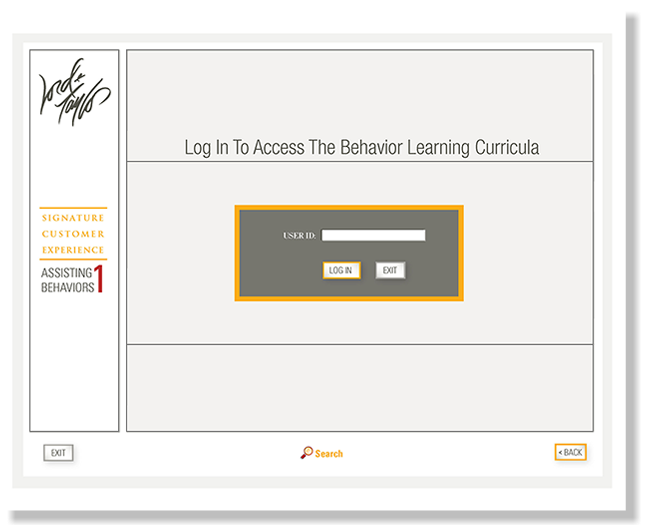 Lord &
Taylor
Log In To Access The Behavior Learning Curricula
SIGNATURE
CUSTOMER
EXPERIENCE
ASSISTING 1
BEHAVIORS
USER ID:
LOG IN
EXIT
EXIT
Search
< BACK